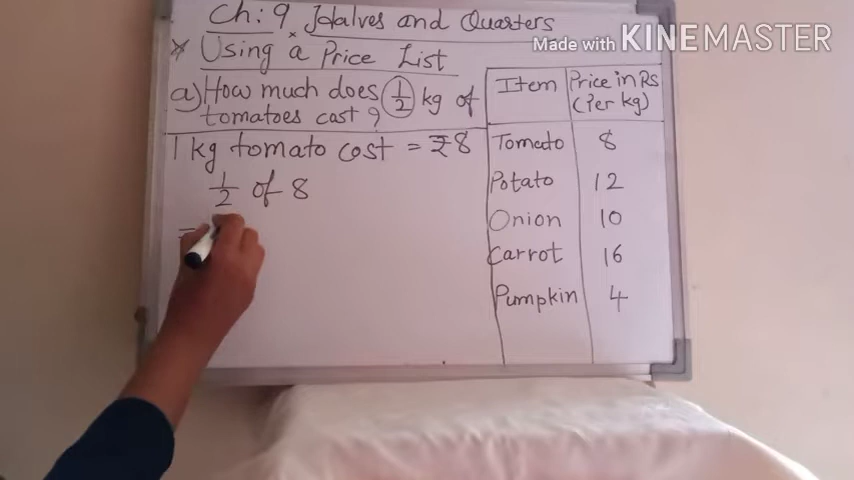 Ch: 9 Halves and Quarters
Made with KINEMASTER
* Using a Price List
a) How much does 1/2 kg of
tomatoes cast ?
1 kg tomato cost = ₹8
1/2 of 8
=
Item Price in Rs
(Per kg)
Tomato 8
Potato 12
Onion 10
Carrot 16
Pumpkin 4